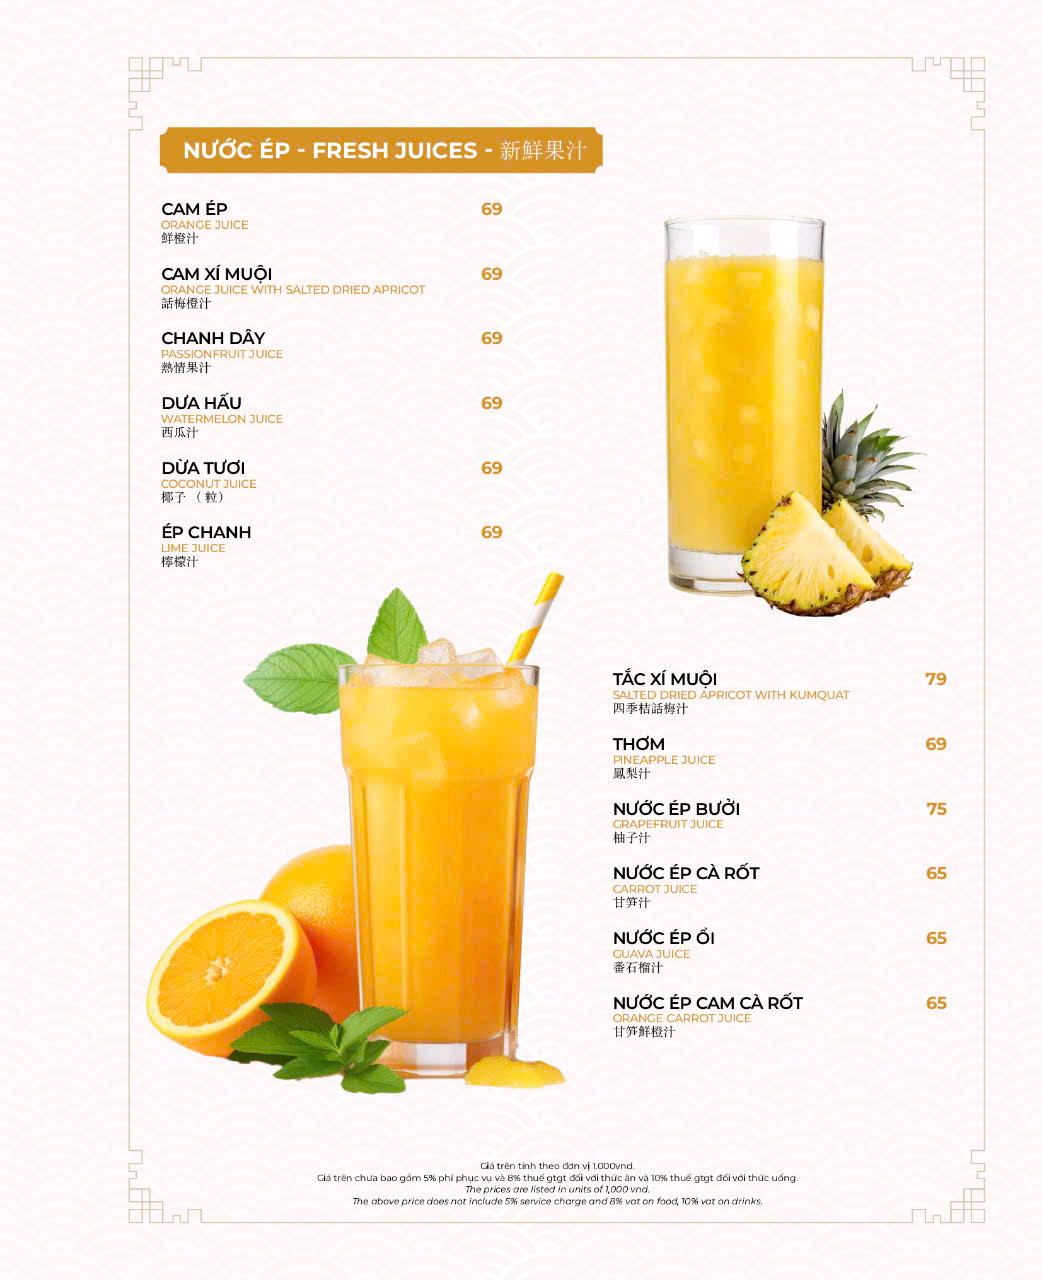 NƯỚC ÉP - FRESH JUICES - 新鮮果汁
CAM ÉP 69
ORANGE JUICE
鮮橙汁
CAM XÍ MUỘI 69
ORANGE JUICE WITH SALTED DRIED APRICOT
話梅橙汁
CHANH DÂY 69
PASSIONFRUIT JUICE
熱情果汁
DƯA HẤU 69
WATERMELON JUICE
西瓜汁
DỪA TƯƠI 69
COCONUT JUICE
椰子 （ 粒）
ÉP CHANH 69
LIME JUICE
檸檬汁
TẮC XÍ MUỘI 79
SALTED DRIED APRICOT WITH KUMQUAT
四季桔話梅汁
THƠM 69
PINEAPPLE JUICE
鳳梨汁
NƯỚC ÉP BƯỞI 75
GRAPEFRUIT JUICE
柚子汁
NƯỚC ÉP CÀ RỐT 65
CARROT JUICE
甘笋汁
NƯỚC ÉP ỔI 65
GUAVA JUICE
番石榴汁
NƯỚC ÉP CAM CÀ RỐT 65
ORANGE CARROT JUICE
甘笋鮮橙汁
Giá trên tính theo đơn vị 1.000vnd.
Giá trên chưa bao gồm 5% phí phục vụ và 8% thuế gtgt đối với thức ăn và 10% thuế gtgt đối với thức uống.
The prices are listed in units of 1,000 vnd.
The above price does not include 5% service charge and 8% vat on food, 10% vat on drinks.